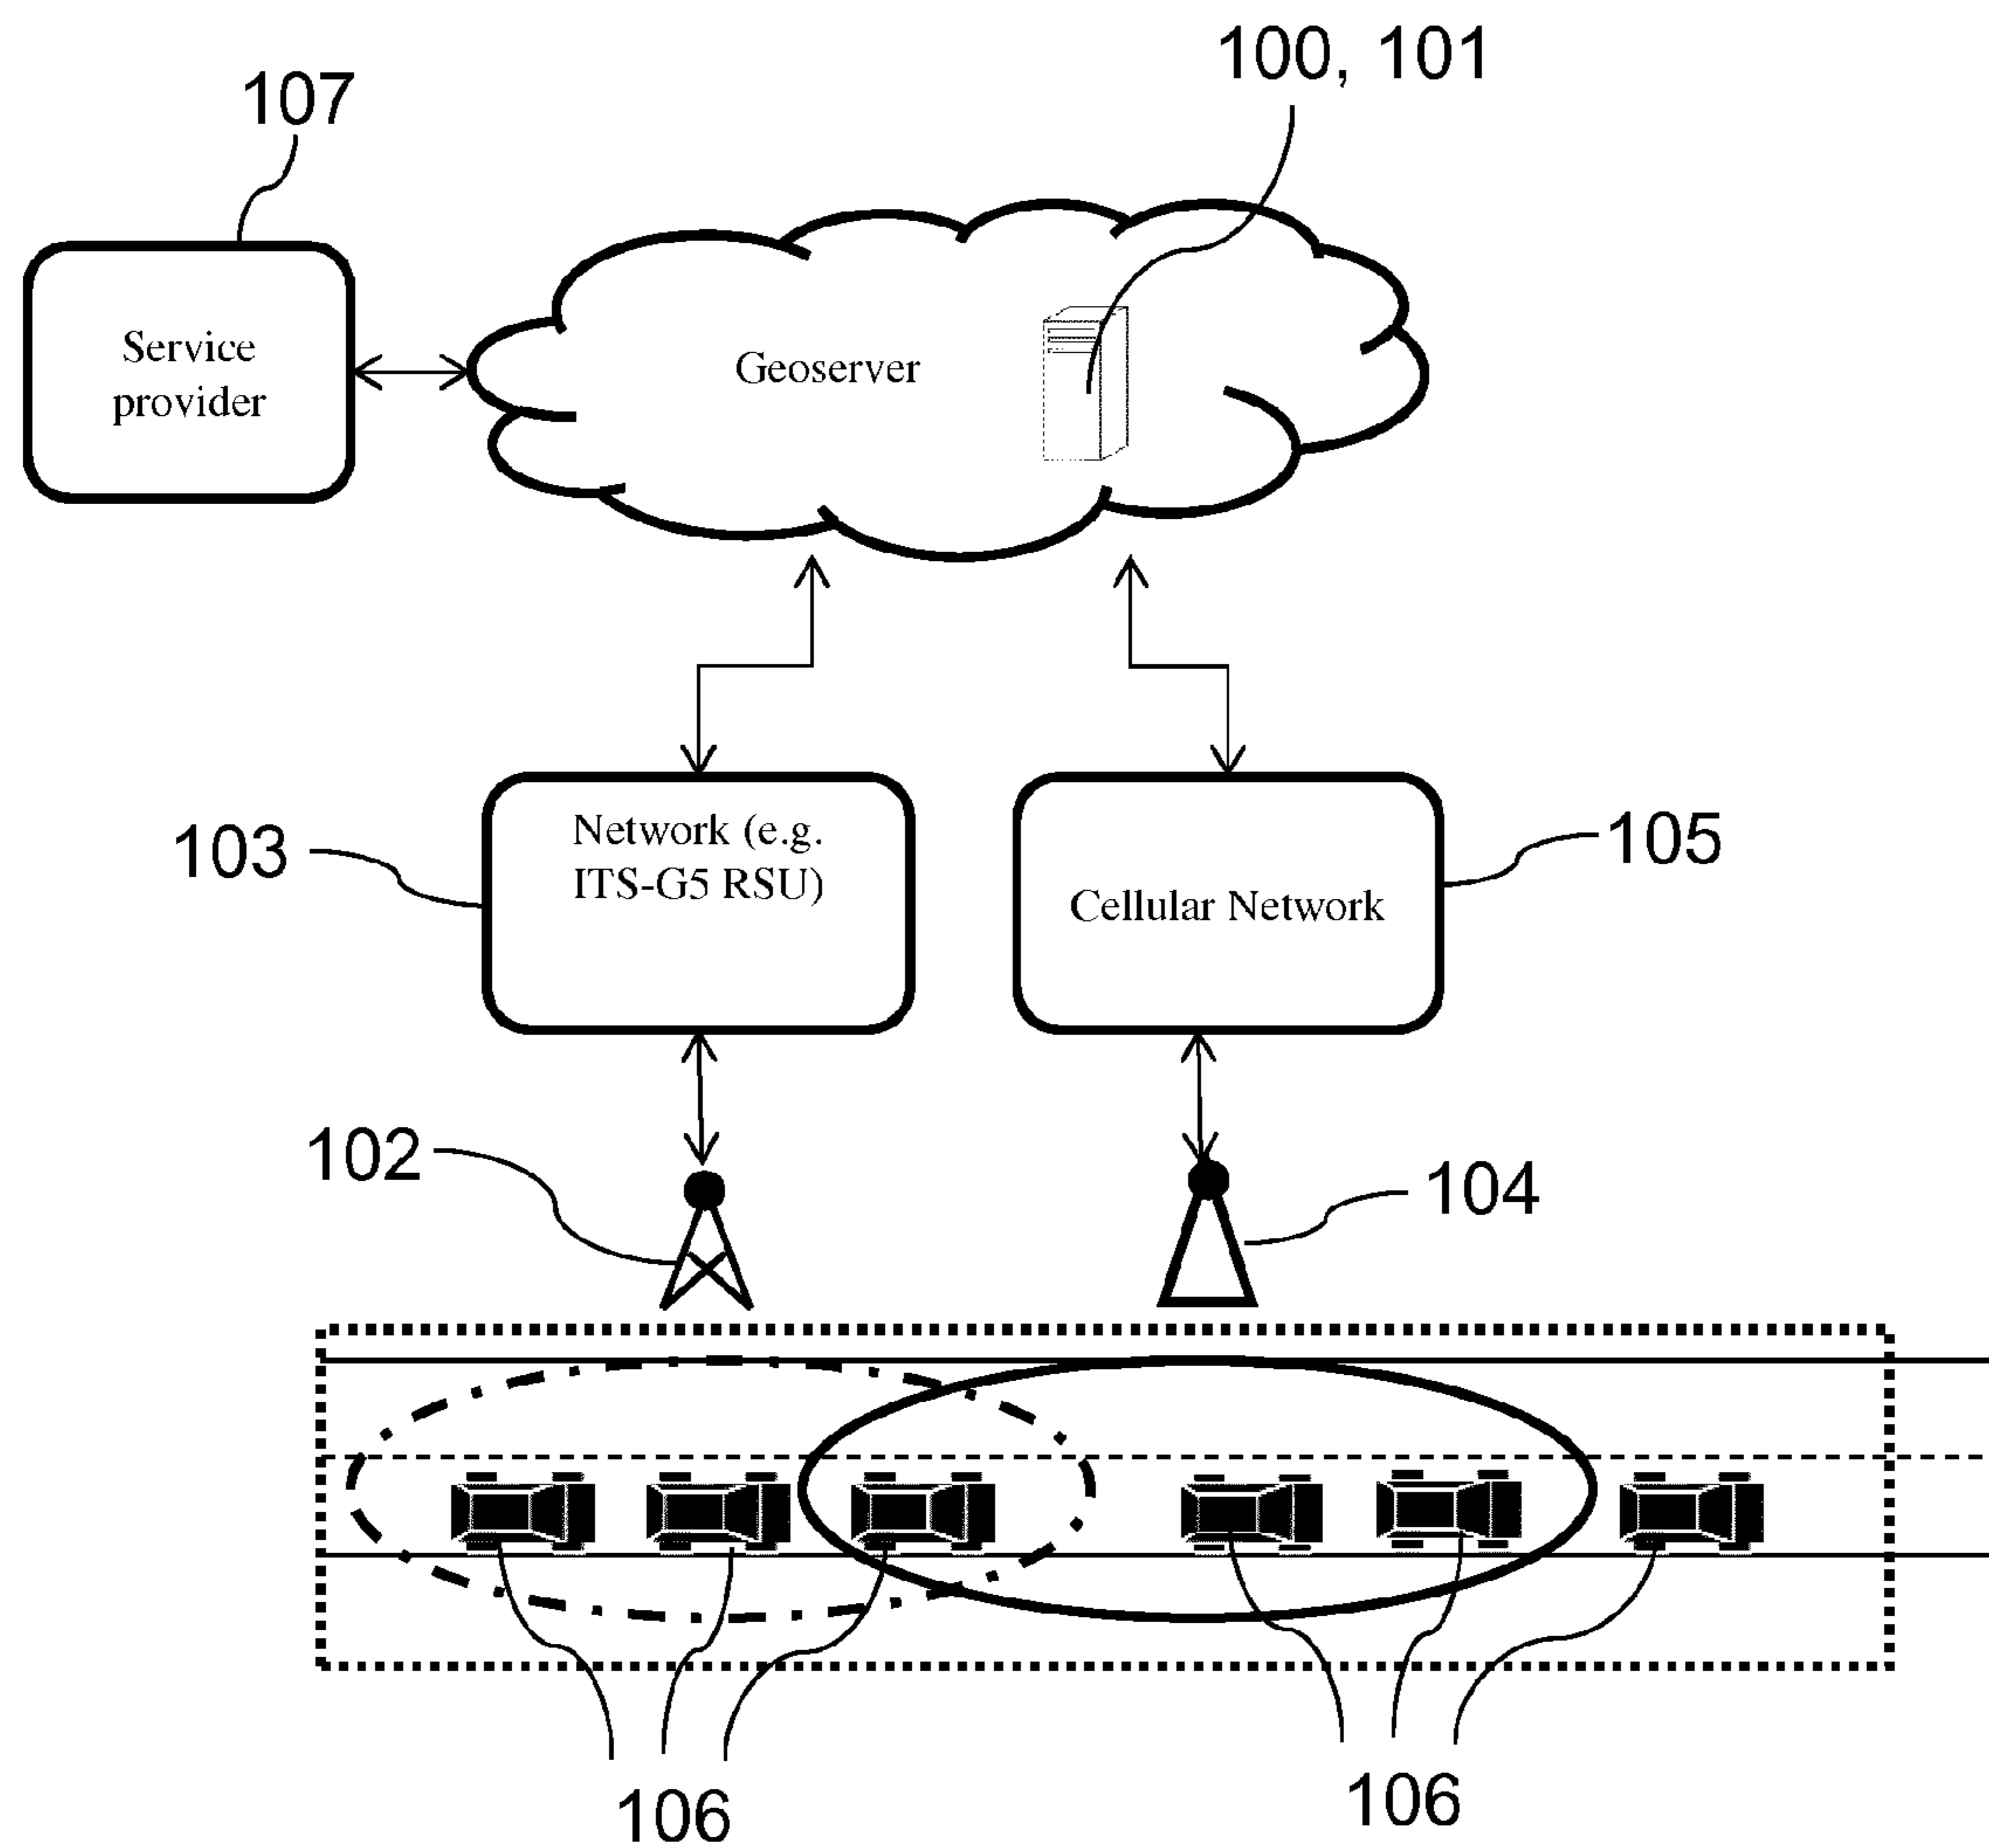 100, 101
107
Service
provider
Geoserver
103
Network (e.g.
ITS-G5 RSU)
Cellular Network
105
102
104
106
106